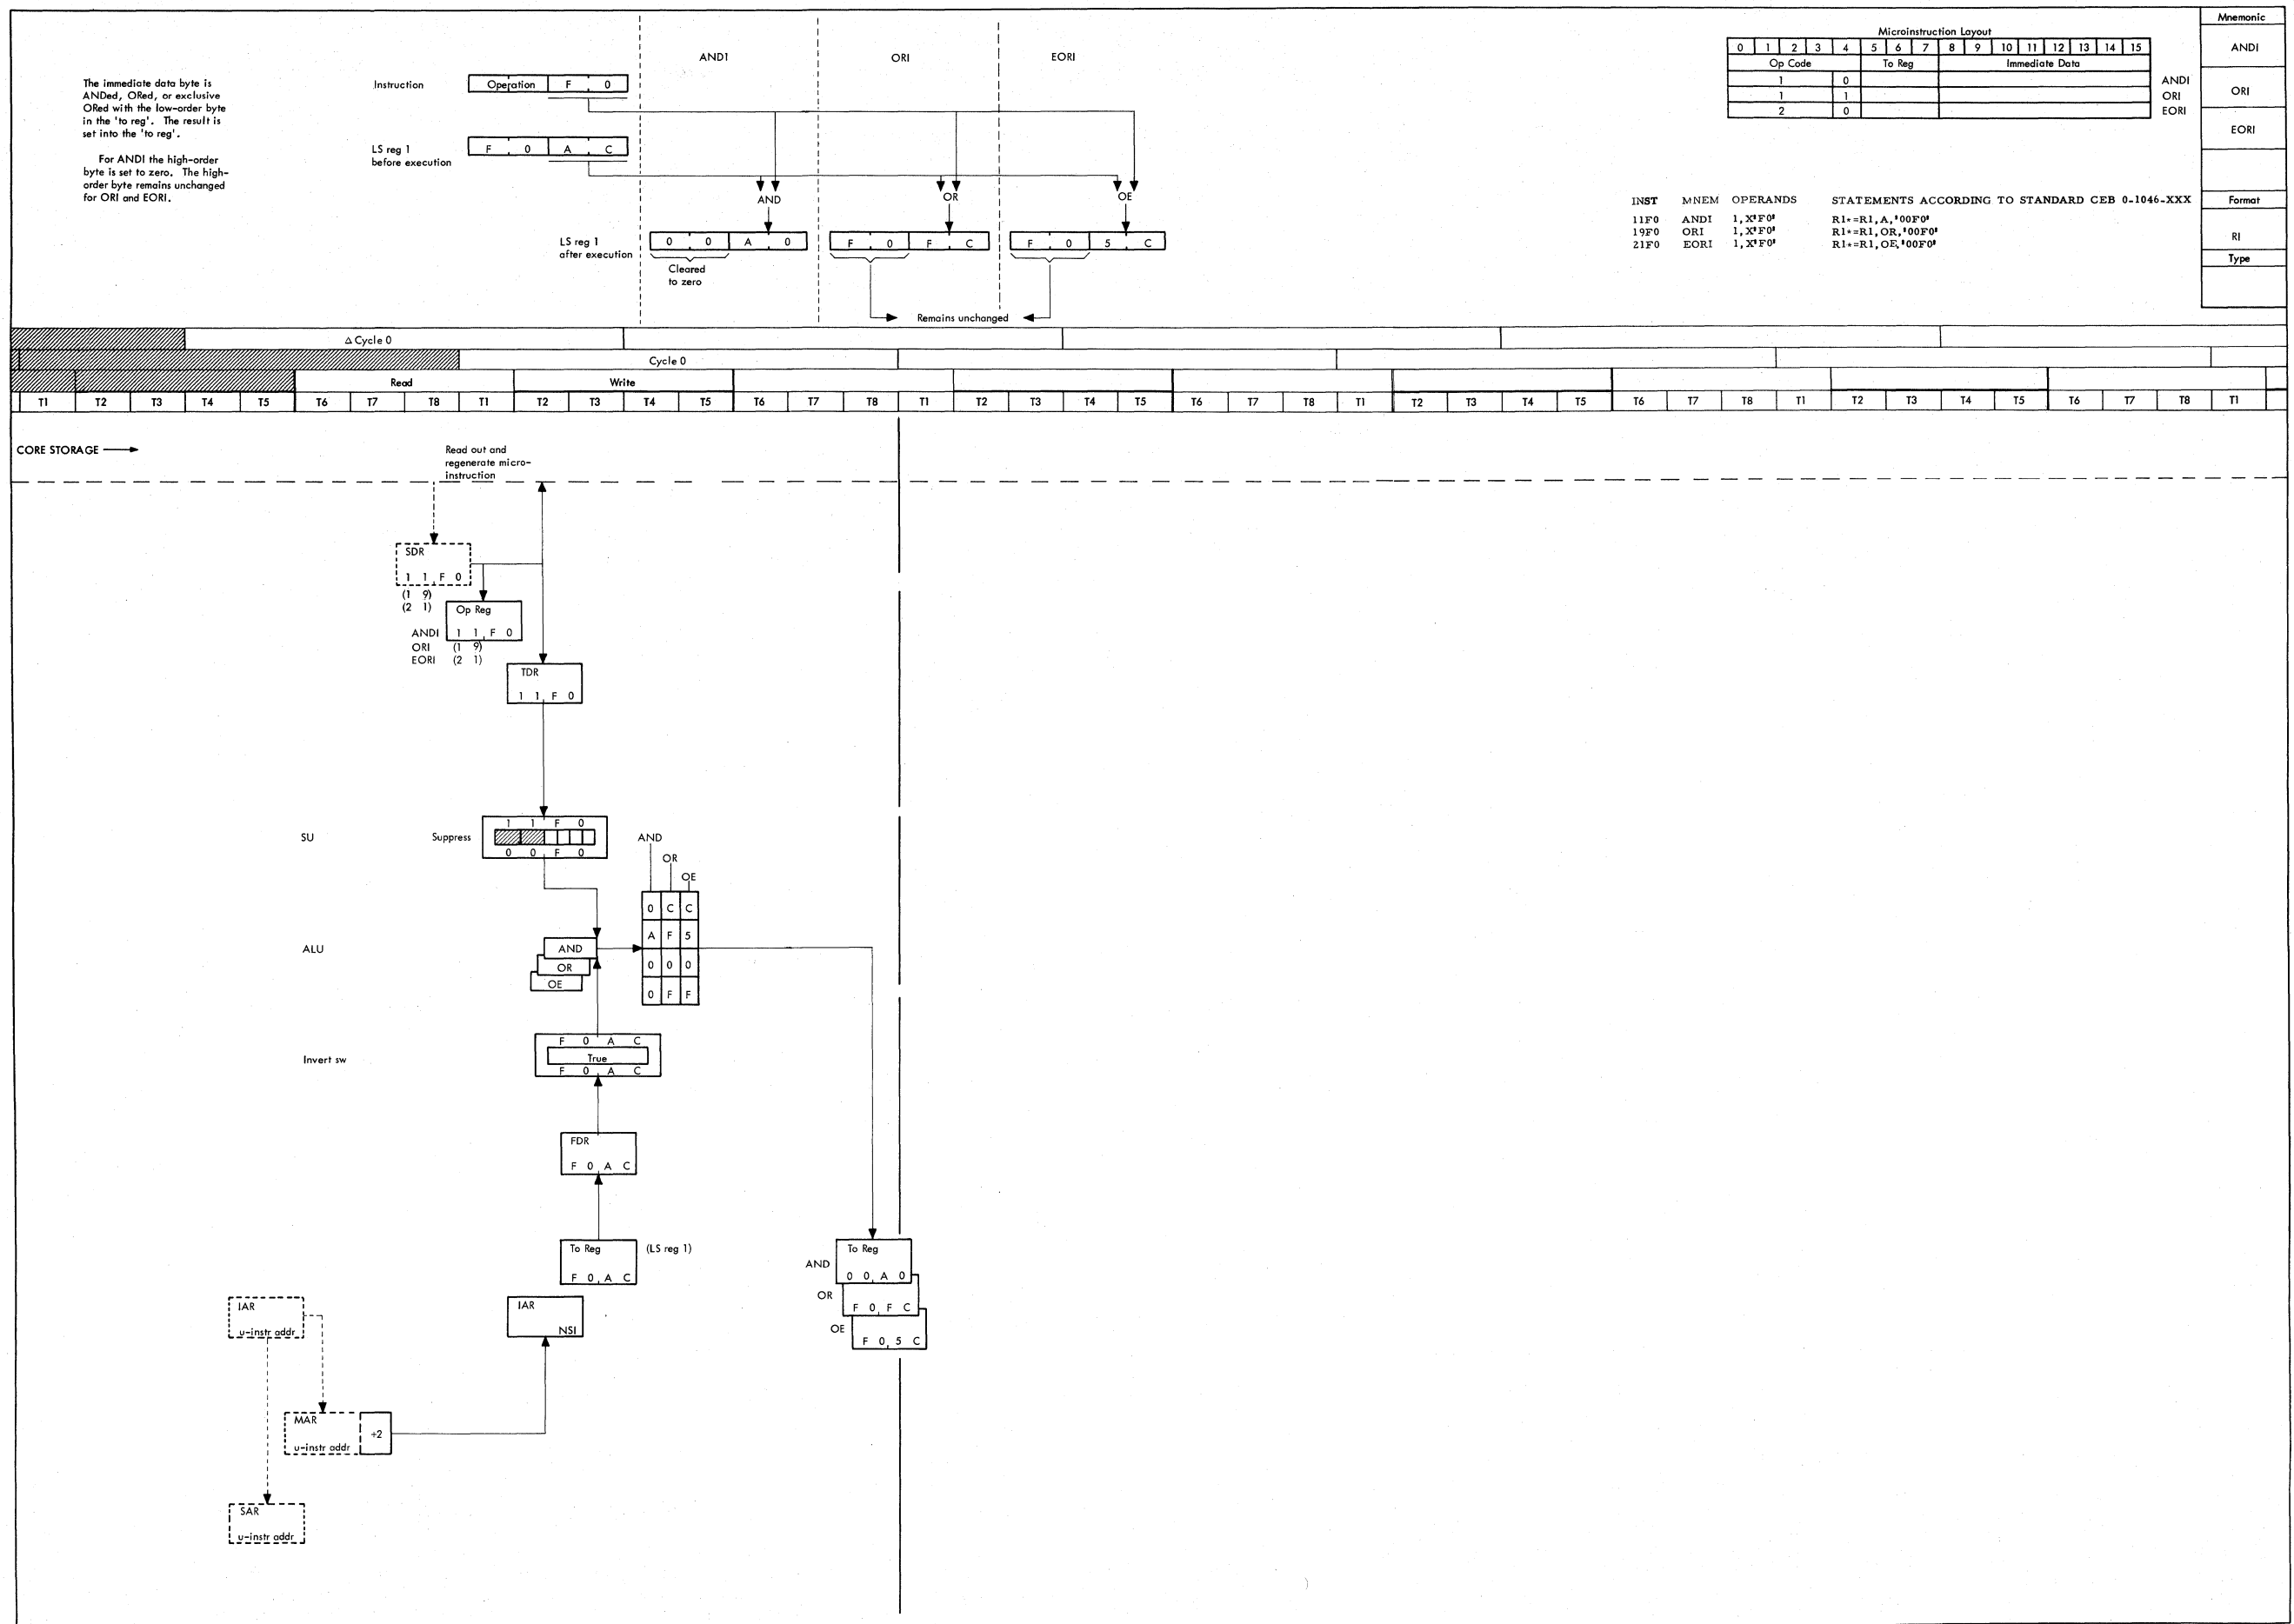 Mnemonic
ANDI
ORI
EORI
Format
RI
Type
The immediate data byte is
ANDed, ORed, or exclusive
ORed with the low-order byte
in the 'to reg'. The result is
set into the 'to reg'.
For ANDI the high-order
byte is set to zero. The high-
order byte remains unchanged
for ORI and EORI.
AND1 ORI EORI
Instruction Operation F 0
LS reg 1
before execution
F 0 A C
AND OR OE
LS reg 1
after execution
0 0 A 0 F 0 F C F 0 5 C
Cleared
to zero
Remains unchanged
Microinstruction Layout
0 1 2 3 4 5 6 7 8 9 10 11 12 13 14 15
Op Code To Reg Immediate Data
1 0 ANDI
1 1 ORI
2 0 EORI
INST MNEM OPERANDS STATEMENTS ACCORDING TO STANDARD CEB 0-1046-XXX
11F0 ANDI 1,X'F0' R1*=R1,A,'00F0'
19F0 ORI 1,X'F0' R1*=R1,OR,'00F0'
21F0 EORI 1,X'F0' R1*=R1,OE,'00F0'
Δ Cycle 0
Cycle 0
Read Write
T1 T2 T3 T4 T5 T6 T7 T8 T1 T2 T3 T4 T5 T6 T7 T8 T1 T2 T3 T4 T5 T6 T7 T8 T1 T2 T3 T4 T5 T6 T7 T8 T1 T2 T3 T4 T5 T6 T7 T8 T1
CORE STORAGE
Read out and
regenerate micro-
instruction
SDR
1 1 F 0
(1 9)
(2 1)
Op Reg
ANDI 1 1 F 0
ORI (1 9)
EORI (2 1)
TDR
1 1 F 0
SU Suppress
1 1 F 0
0 0 F 0
AND
OR
OE
0 C C
A F 5
0 0 0
0 F F
ALU
AND
OR
OE
Invert sw
F 0 A C
True
F 0 A C
FDR
F 0 A C
To Reg (LS reg 1)
F 0 A C
To Reg
AND 0 0 A 0
OR F 0 F C
OE F 0 5 C
IAR
u-instr addr
IAR
NSI
MAR
u-instr addr +2
SAR
u-instr addr